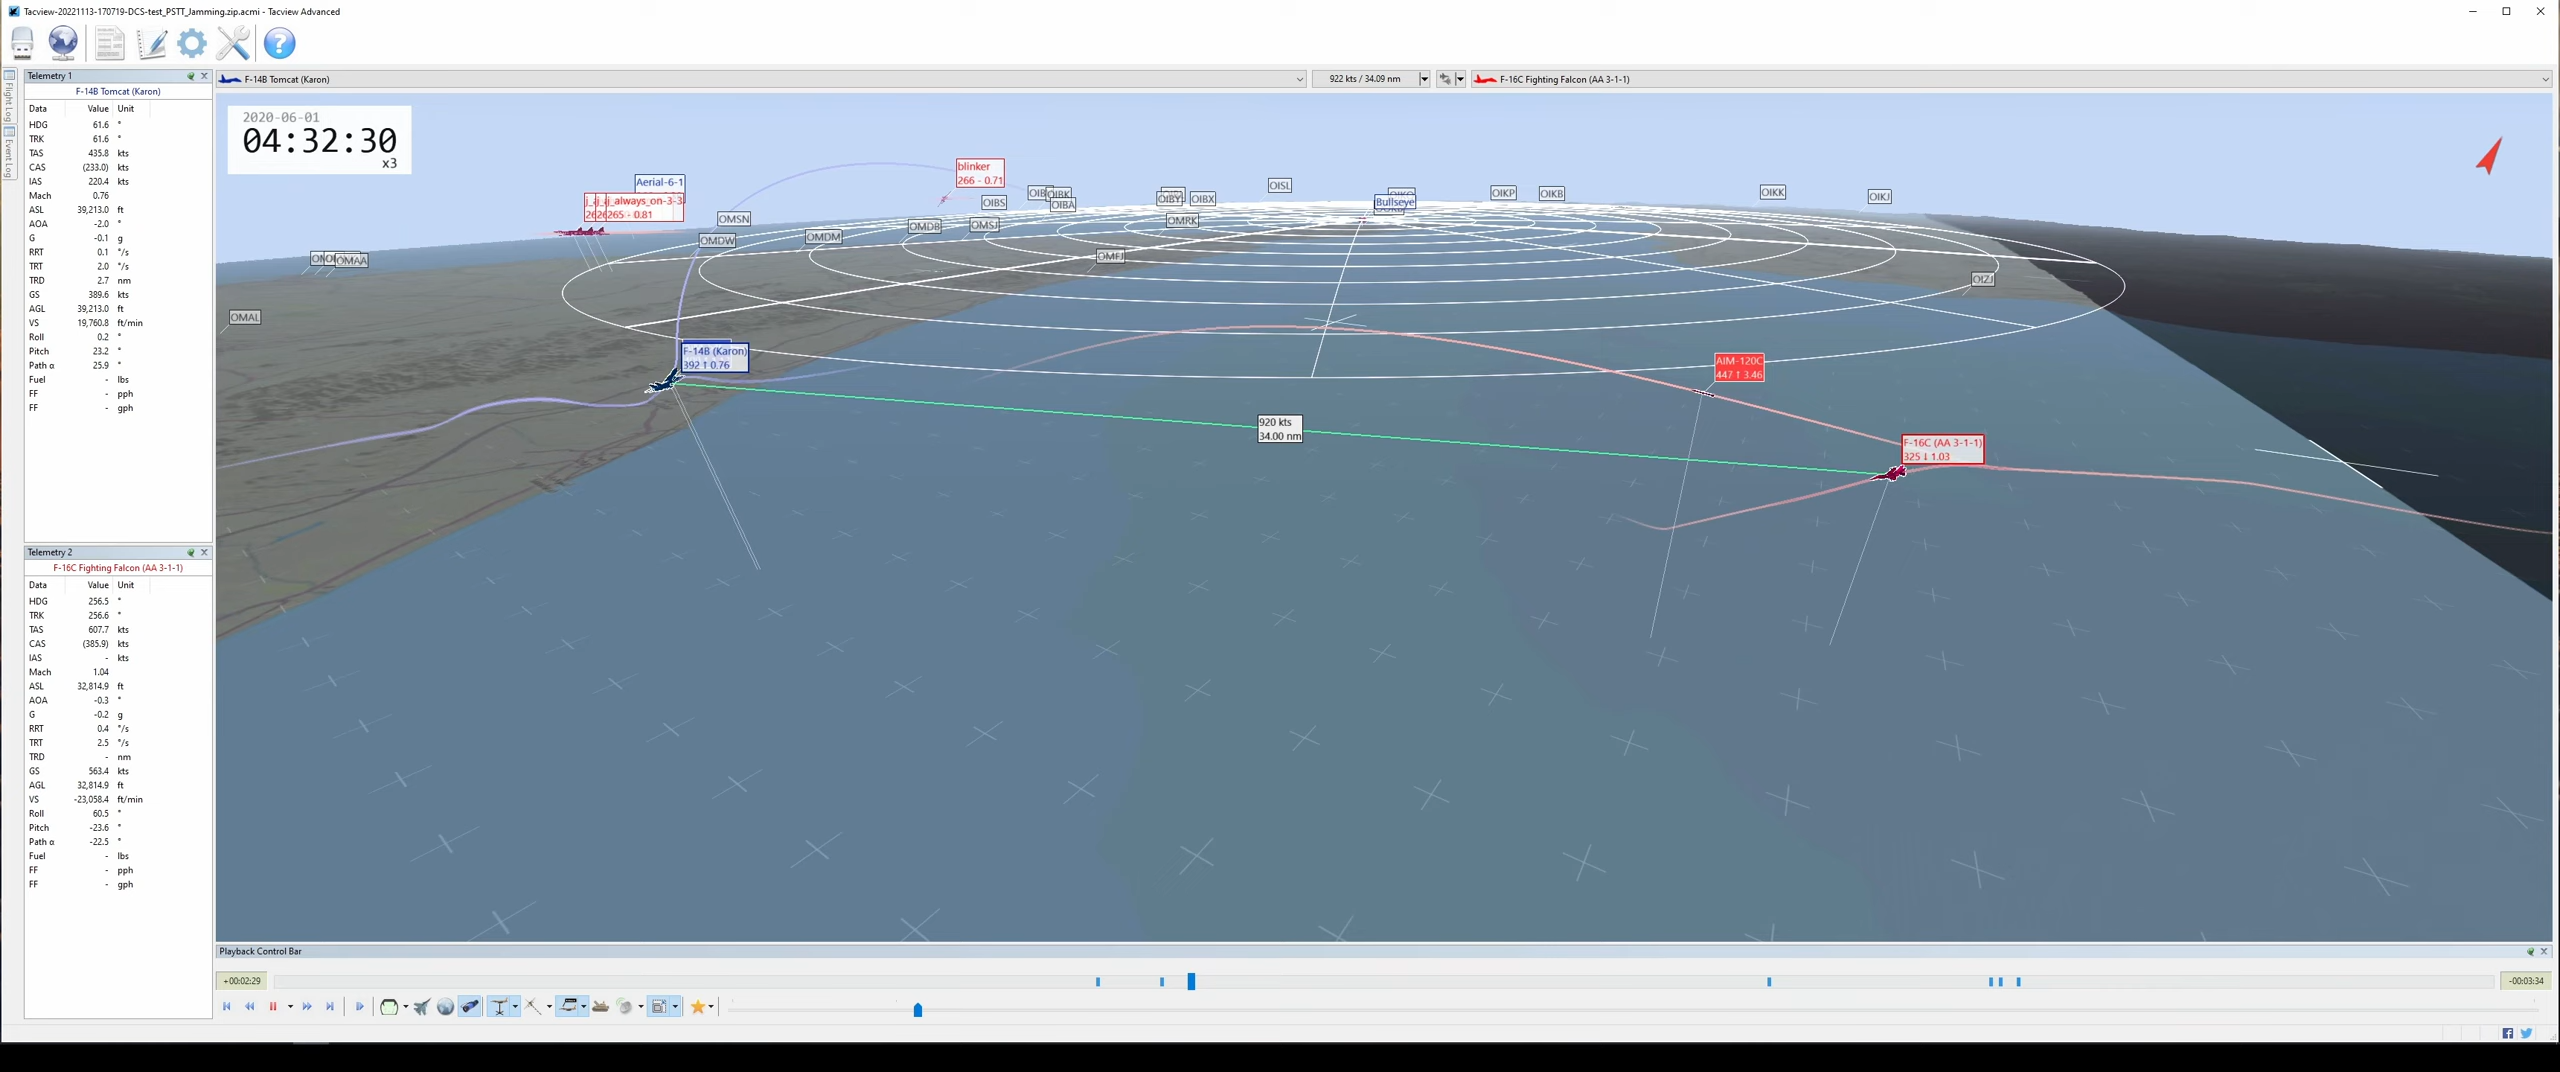 Tacview-20221113-170719-DCS-test_PSTT_Jamming.zip.acmi - Tacview Advanced
Flight Log
Event Log
Telemetry 1
F-14B Tomcat (Karon)
Data Value Unit
HDG 61.6 °
TRK 61.6 °
TAS 435.8 kts
CAS (233.0) kts
IAS 220.4 kts
Mach 0.76
ASL 39,213.0 ft
AOA -2.0 °
G -0.1 g
RRT 0.1 °/s
TRT 2.0 °/s
TRD 2.7 nm
GS 389.6 kts
AGL 39,213.0 ft
VS 19,760.8 ft/min
Roll 0.2 °
Pitch 23.2 °
Path α 25.9 °
Fuel - lbs
FF - pph
FF - gph
Telemetry 2
F-16C Fighting Falcon (AA 3-1-1)
Data Value Unit
HDG 256.5 °
TRK 256.6 °
TAS 607.7 kts
CAS (385.9) kts
IAS - kts
Mach 1.04
ASL 32,814.9 ft
AOA -0.3 °
G -0.2 g
RRT 0.4 °/s
TRT 2.5 °/s
TRD - nm
GS 563.4 kts
AGL 32,814.9 ft
VS -23,058.4 ft/min
Roll 60.5 °
Pitch -23.6 °
Path α -22.5 °
Fuel - lbs
FF - pph
FF - gph
F-14B Tomcat (Karon)
922 kts / 34.09 nm
F-16C Fighting Falcon (AA 3-1-1)
2020-06-01
04:32:30
x3
blinker
266 - 0.71
Aerial-6-1
always_on-3-3
265 - 0.81
OISL
OIBK
OIBA
OIBS
OIBX
OIKP
OIKB
OIKK
OIKJ
Bullseye
OMSN
OMDW
OMDM
OMDB
OMSJ
OMRK
OMFJ
OMAA
OMAL
OIZJ
F-14B (Karon)
392 ↑ 0.76
AIM-120C
447 ↑ 3.46
920 kts
34.00 nm
F-16C (AA 3-1-1)
325 ↓ 1.03
Playback Control Bar
+00:02:29
-00:03:34